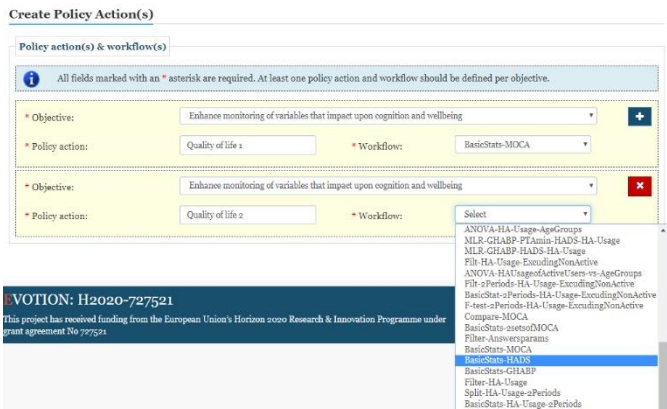 Create Policy Action(s)
Policy action(s) & workflow(s)
i All fields marked with an * asterisk are required. At least one policy action and workflow should be defined per objective.
* Objective: Enhance monitoring of variables that impact upon cognition and wellbeing
* Policy action: Quality of life 1 * Workflow: BasicStats-MOCA
* Objective: Enhance monitoring of variables that impact upon cognition and wellbeing
* Policy action: Quality of life 2 * Workflow: Select
ANOVA-HA-Usage-AgeGroups
MLR-GHABP-PTAmin-HADS-HA-Usage
MLR-GHABP-HADS-HA-Usage
Filt-HA-Usage-ExcudingNonActive
ANOVA-HAUsageofActiveUsers-vs-AgeGroups
Filt-2Periods-HA-Usage-ExcudingNonActive
BasicStat-2Periods-HA-Usage-ExcudingNonActive
F-test-2Periods-HA-Usage-ExcudingNonActive
Compare-MOCA
BasicStats-2setsofMOCA
Filter-Answersparams
BasicStats-MOCA
BasicStats-HADS
BasicStats-GHABP
Filter-HA-Usage
Split-HA-Usage-2Periods
BasicStats-HA-Usage-2Periods
EVOTION: H2020-727521
This project has received funding from the European Union's Horizon 2020 Research & Innovation Programme under
grant agreement No 727521